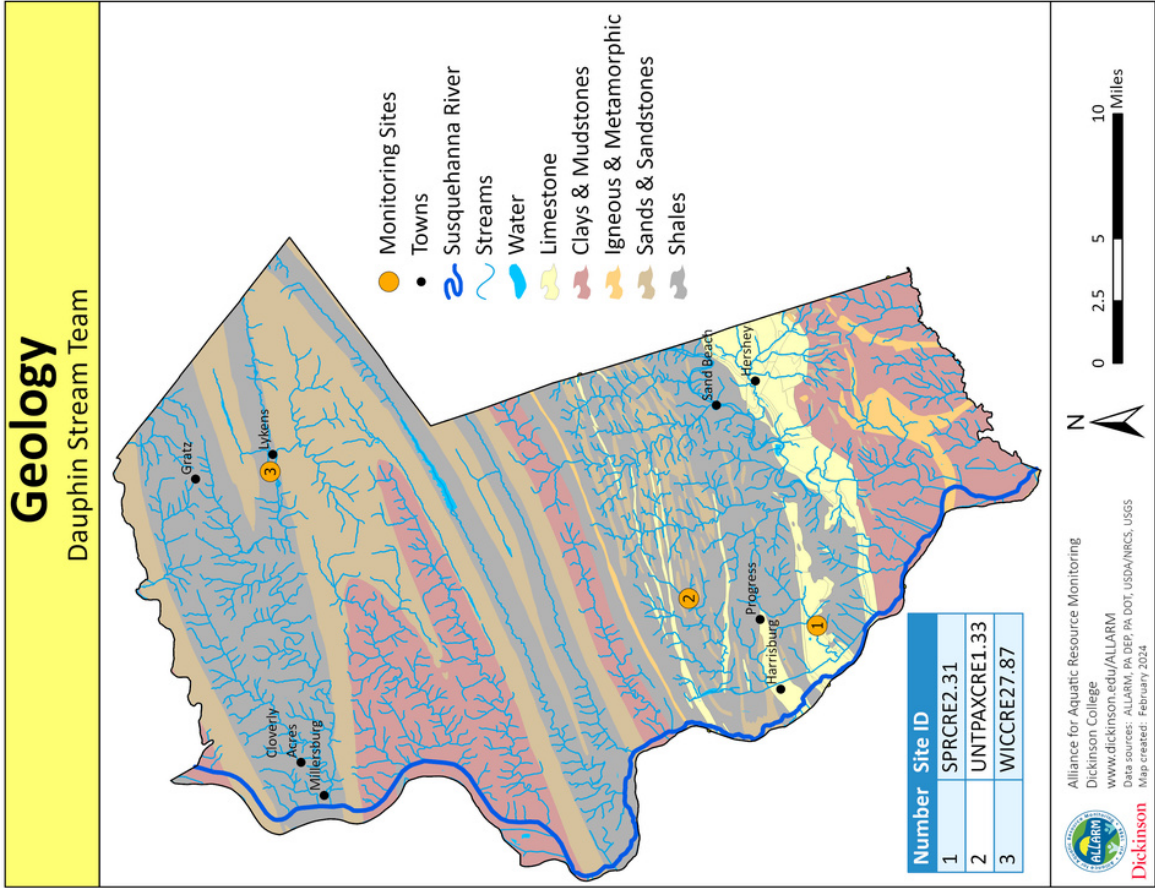 Geology
Dauphin Stream Team
Gratz
Lykens
3
Cloverly
Acres
Millersburg
Monitoring Sites
Towns
Susquehanna River
Streams
Water
Limestone
Clays & Mudstones
Igneous & Metamorphic
Sands & Sandstones
Shales
Sand Beach
Hershey
2
Progress
Harrisburg
1
Number Site ID
1 SPRCRE2.31
2 UNTPAXCRE1.33
3 WICCRE27.87
N
0 2.5 5 10
Miles
ALLARM
Dickinson
Alliance for Aquatic Resource Monitoring
Dickinson College
www.dickinson.edu/ALLARM
Data sources: ALLARM, PA DEP, PA DOT, USDA/NRCS, USGS
Map created: February 2024